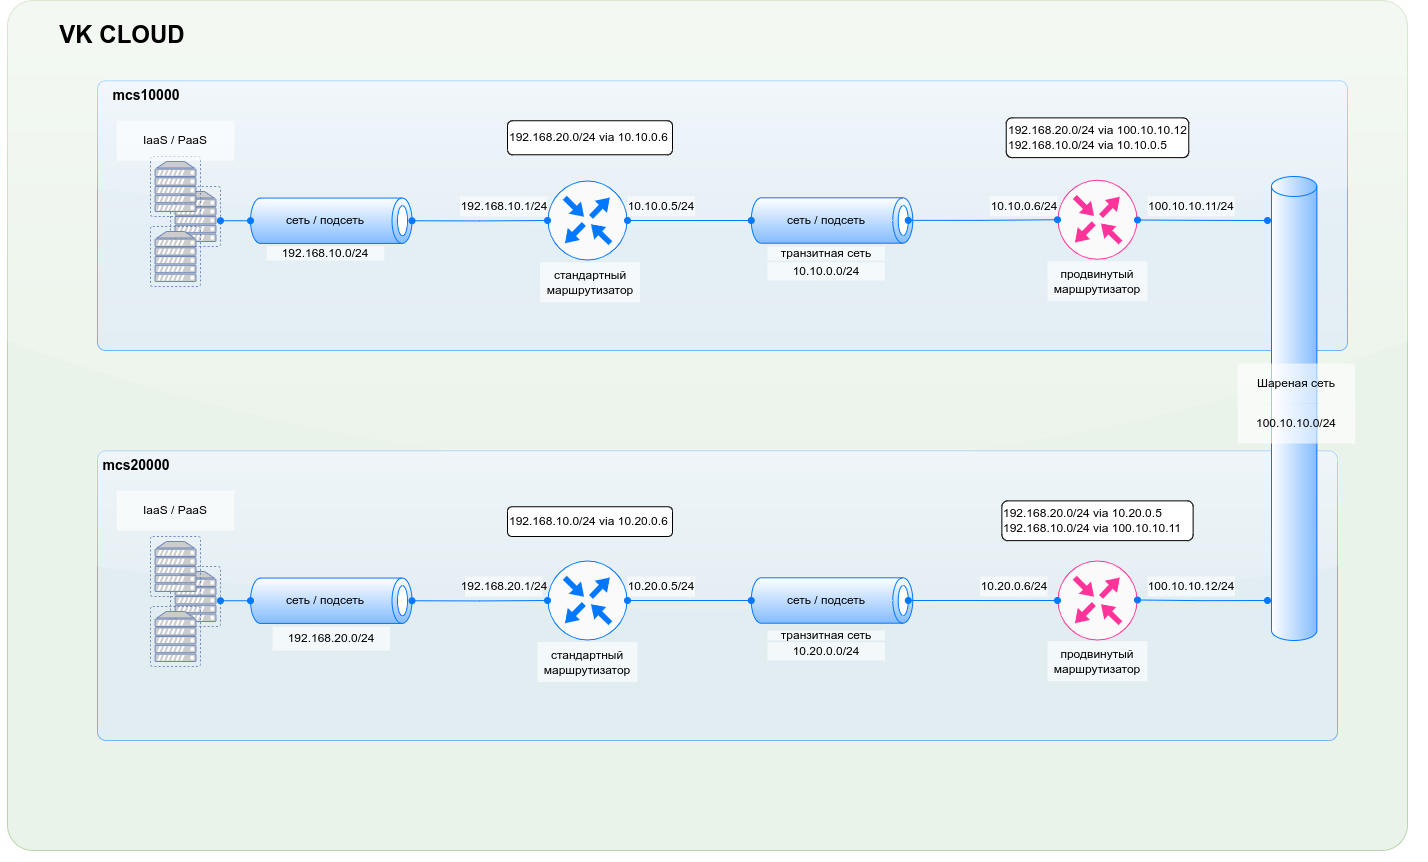 VK CLOUD
mcs10000
IaaS / PaaS
192.168.20.0/24 via 10.10.0.6
192.168.20.0/24 via 100.10.10.12
192.168.10.0/24 via 10.10.0.5
сеть / подсеть
192.168.10.0/24
192.168.10.1/24
10.10.0.5/24
стандартный
маршрутизатор
сеть / подсеть
транзитная сеть
10.10.0.0/24
10.10.0.6/24
100.10.10.11/24
продвинутый
маршрутизатор
Шареная сеть
100.10.10.0/24
mcs20000
IaaS / PaaS
192.168.10.0/24 via 10.20.0.6
192.168.20.0/24 via 10.20.0.5
192.168.10.0/24 via 100.10.10.11
сеть / подсеть
192.168.20.0/24
192.168.20.1/24
10.20.0.5/24
стандартный
маршрутизатор
сеть / подсеть
транзитная сеть
10.20.0.0/24
10.20.0.6/24
100.10.10.12/24
продвинутый
маршрутизатор